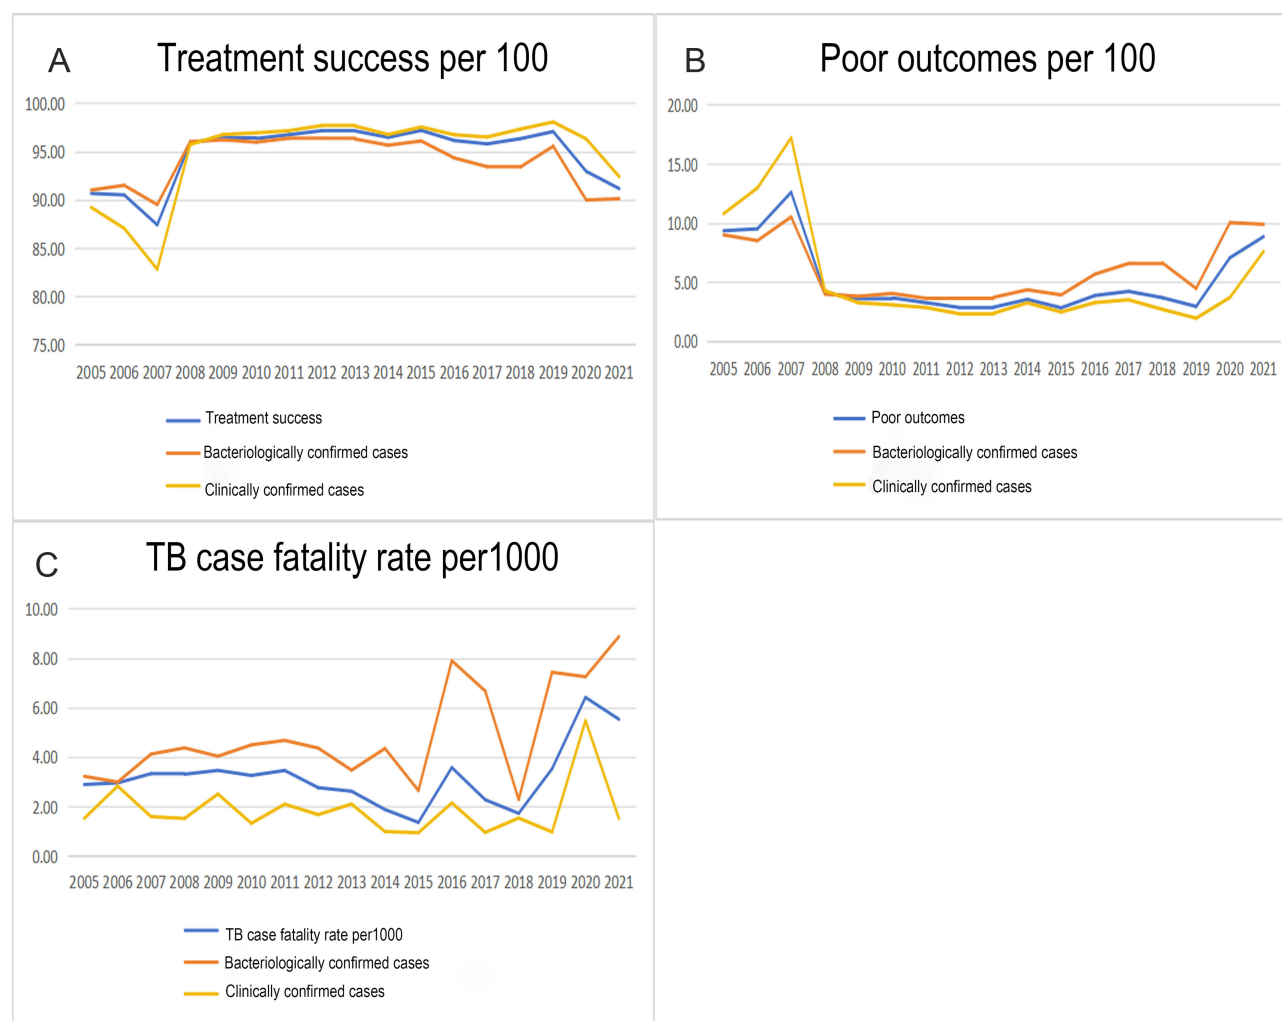 A
Treatment success per 100
100.00
95.00
90.00
85.00
80.00
75.00
2005 2006 2007 2008 2009 2010 2011 2012 2013 2014 2015 2016 2017 2018 2019 2020 2021
Treatment success
Bacteriologically confirmed cases
Clinically confirmed cases
B
Poor outcomes per 100
20.00
15.00
10.00
5.00
0.00
2005 2006 2007 2008 2009 2010 2011 2012 2013 2014 2015 2016 2017 2018 2019 2020 2021
Poor outcomes
Bacteriologically confirmed cases
Clinically confirmed cases
C
TB case fatality rate per1000
10.00
8.00
6.00
4.00
2.00
0.00
2005 2006 2007 2008 2009 2010 2011 2012 2013 2014 2015 2016 2017 2018 2019 2020 2021
TB case fatality rate per1000
Bacteriologically confirmed cases
Clinically confirmed cases